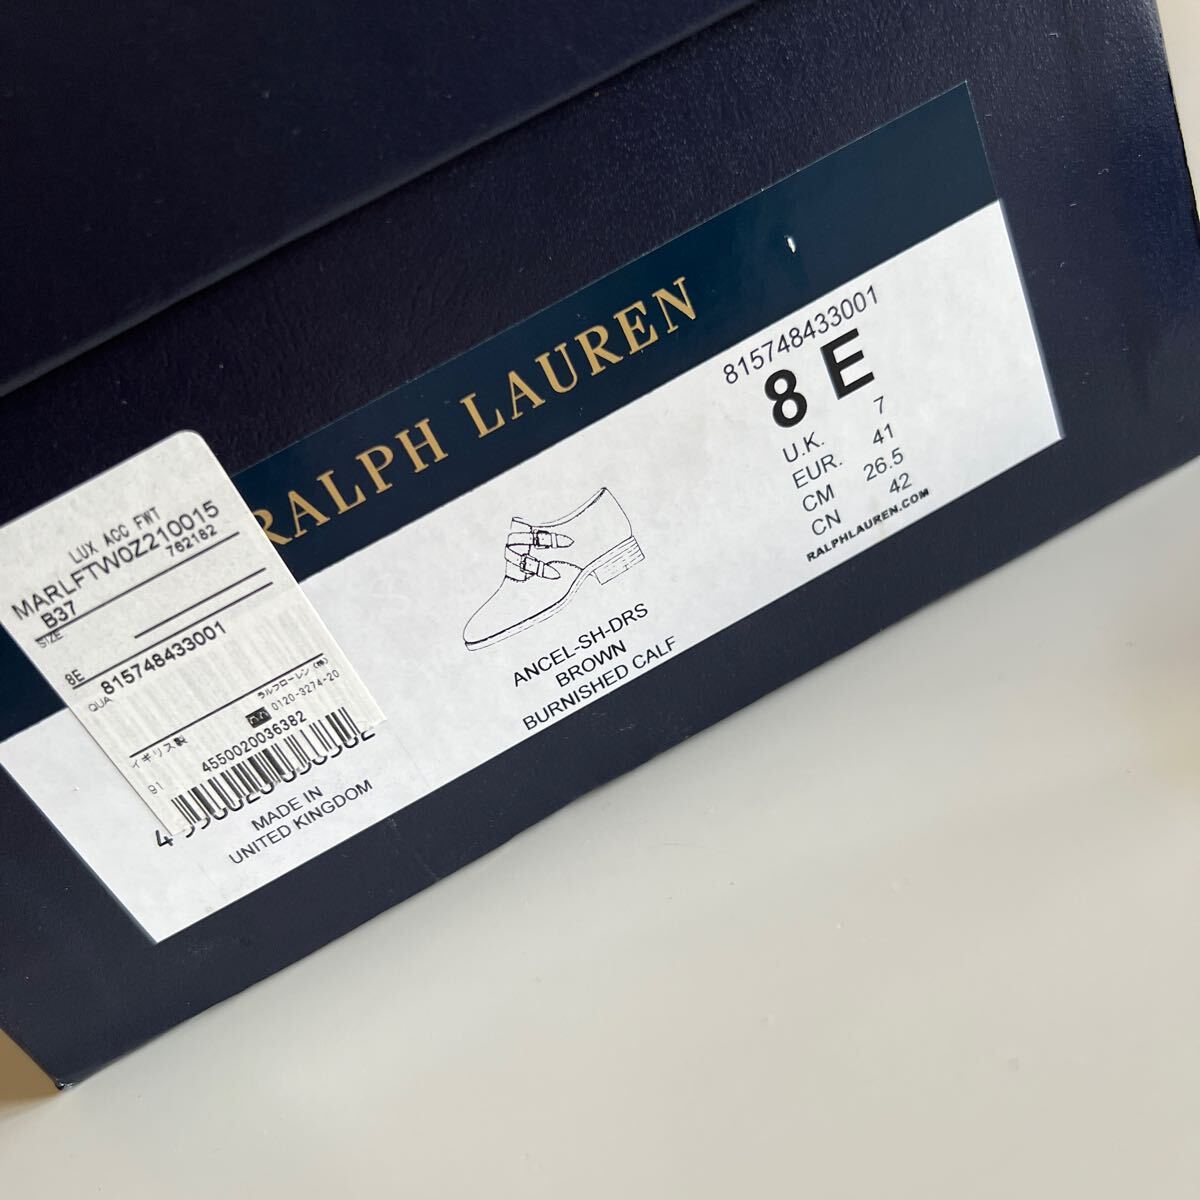 RALPH LAUREN
815748433001
8 E
U.K. 7
EUR. 41
CM 26.5
CN 42
RALPHLAUREN.COM
ANCEL-SH-DRS
BROWN
BURNISHED CALF
LUX ACC FWT
MARLFTW0Z210015
B37 762182
SIZE
8E
QUA 815748433001
ラルフローレン(株)
0120-3274-20
イギリス製
91 4550020036382
MADE IN
UNITED KINGDOM